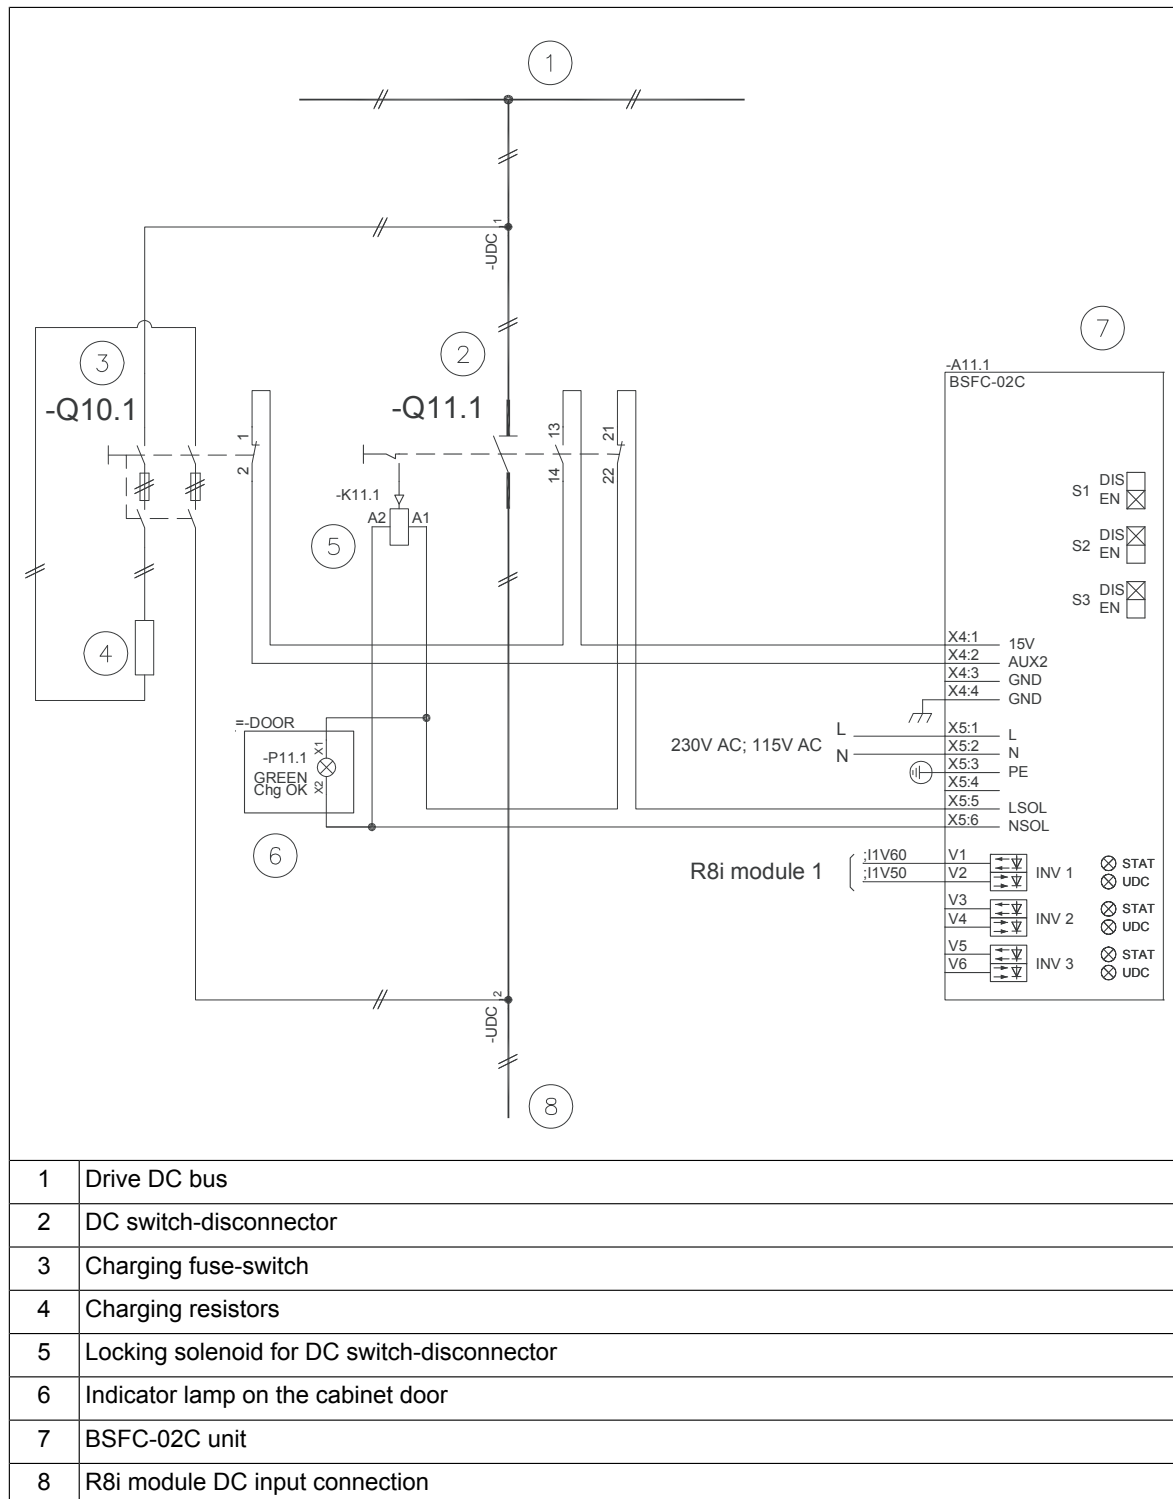 1
-UDC 1
7
3
2
-A11.1
BSFC-02C
-Q10.1
-Q11.1
1
2
13
14
21
22
-K11.1
A2 A1
5
S1 DIS
EN
S2 DIS
EN
S3 DIS
EN
4
X4:1 15V
X4:2 AUX2
X4:3 GND
X4:4 GND
=-DOOR
-P11.1
GREEN
Chg OK
X1
X2
6
230V AC; 115V AC
L
N
X5:1 L
X5:2 N
X5:3 PE
X5:4
X5:5 LSOL
X5:6 NSOL
R8i module 1
;I1V60 V1
;I1V50 V2
INV 1
STAT
UDC
V3
V4
INV 2
STAT
UDC
V5
V6
INV 3
STAT
UDC
-UDC 2
8
1 Drive DC bus
2 DC switch-disconnector
3 Charging fuse-switch
4 Charging resistors
5 Locking solenoid for DC switch-disconnector
6 Indicator lamp on the cabinet door
7 BSFC-02C unit
8 R8i module DC input connection